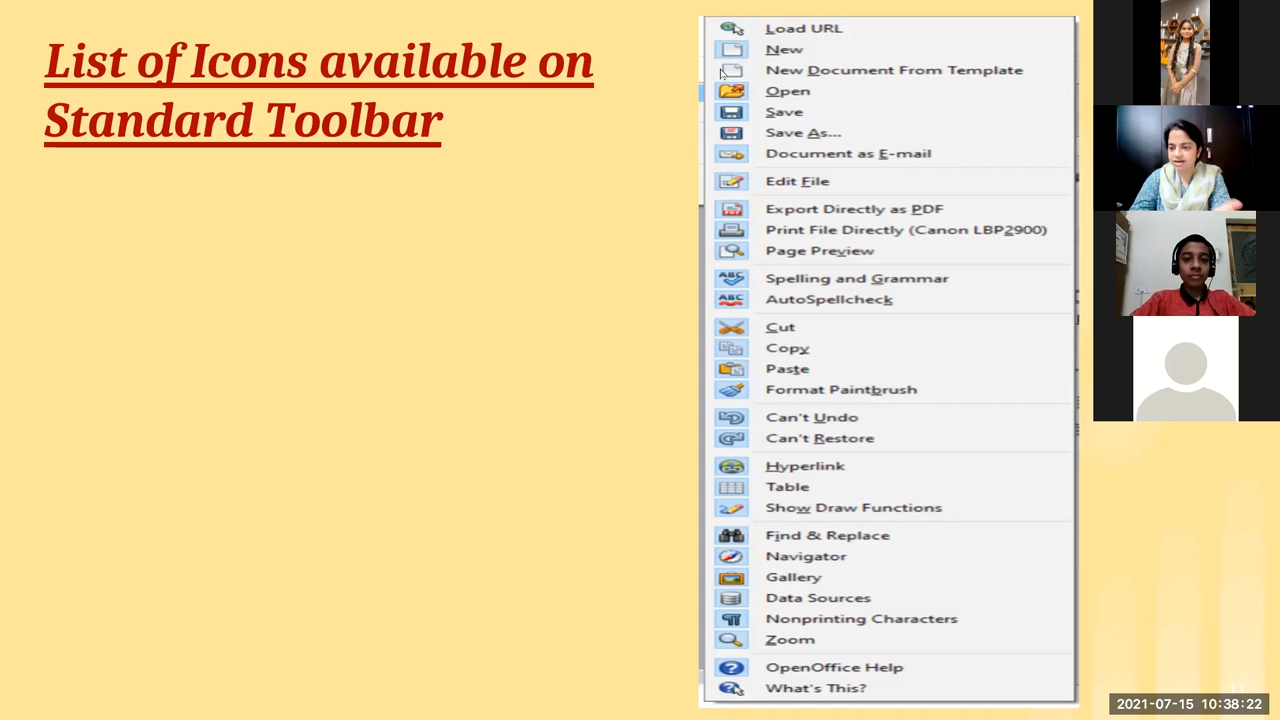 List of Icons available on
Standard Toolbar
Load URL
New
New Document From Template
Open
Save
Save As...
Document as E-mail
Edit File
Export Directly as PDF
Print File Directly (Canon LBP2900)
Page Preview
Spelling and Grammar
AutoSpellcheck
Cut
Copy
Paste
Format Paintbrush
Can't Undo
Can't Restore
Hyperlink
Table
Show Draw Functions
Find & Replace
Navigator
Gallery
Data Sources
Nonprinting Characters
Zoom
OpenOffice Help
What's This?
11
2021-07-15 10:38:22